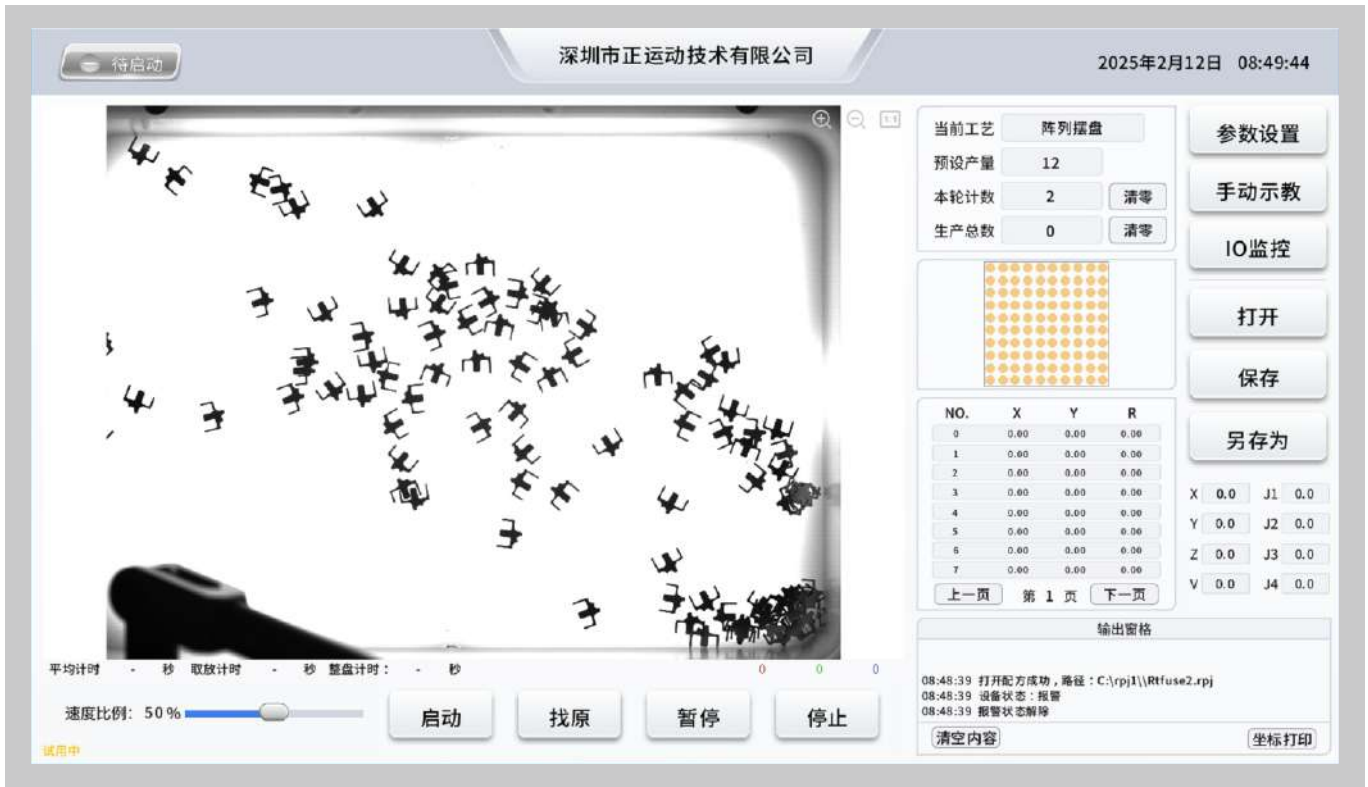 待启动
深圳市正运动技术有限公司
2025年2月12日 08:49:44
1:1
当前工艺 阵列摆盘
预设产量 12
本轮计数 2 清零
生产总数 0 清零
参数设置
手动示教
IO监控
打开
保存
另存为
NO. X Y R
0 0.00 0.00 0.00
1 0.00 0.00 0.00
2 0.00 0.00 0.00
3 0.00 0.00 0.00
4 0.00 0.00 0.00
5 0.00 0.00 0.00
6 0.00 0.00 0.00
7 0.00 0.00 0.00
上一页 第 1 页 下一页
X 0.0 J1 0.0
Y 0.0 J2 0.0
Z 0.0 J3 0.0
V 0.0 J4 0.0
输出窗格
08:48:39 打开配方成功，路径：C:\rpj1\\Rtfuse2.rpj
08:48:39 设备状态：报警
08:48:39 报警状态解除
清空内容 坐标打印
平均计时 - 秒 取放计时 - 秒 整盘计时： - 秒 0 0 0
速度比例: 50 %
启动 找原 暂停 停止
试用中